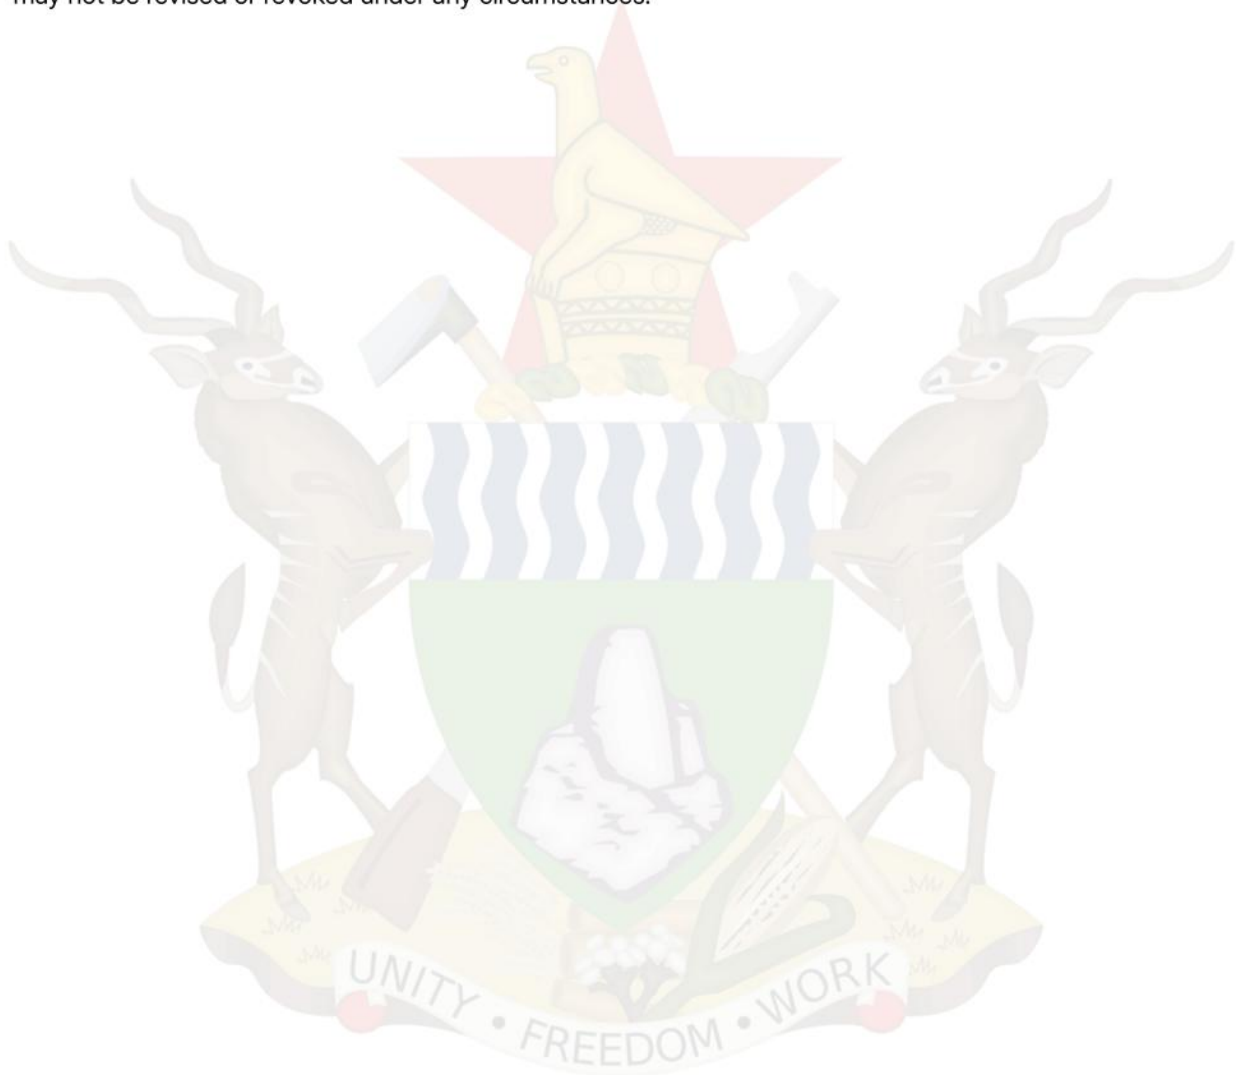 may not be revised or revoked under any circumstances.
UNITY • FREEDOM • WORK